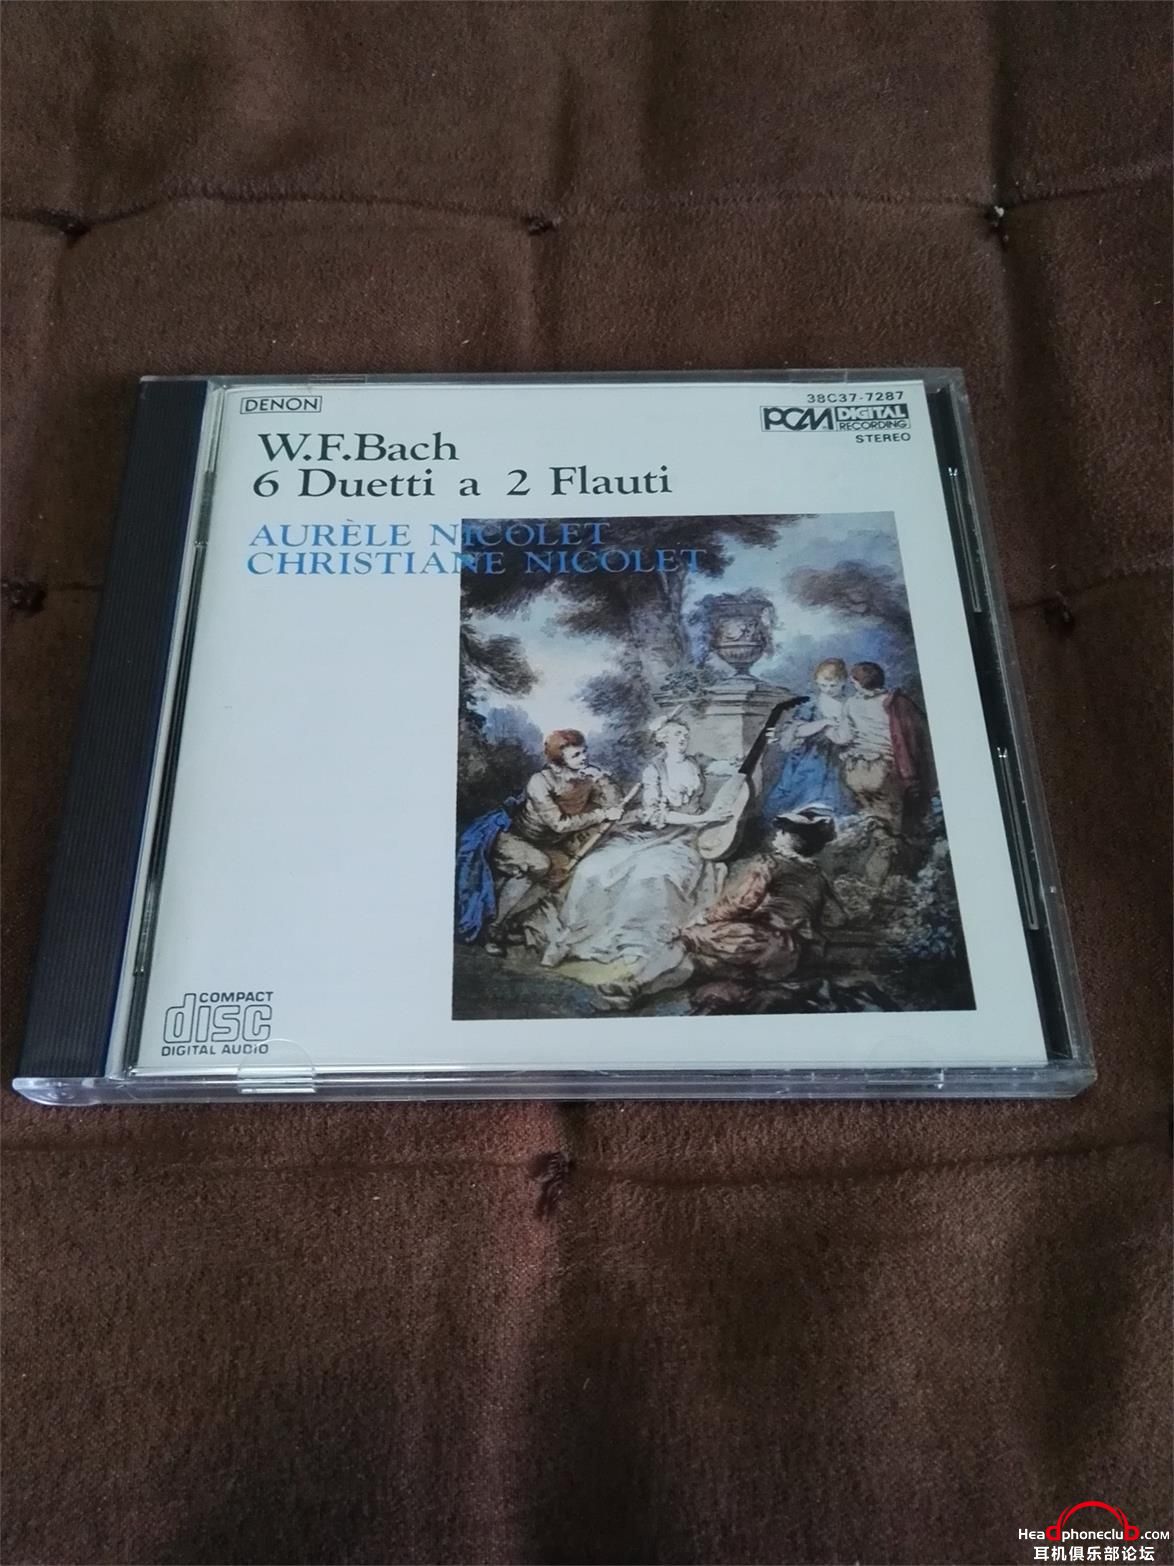 DENON
38C37-7287
PCM DIGITAL RECORDING
STEREO
W.F.Bach
6 Duetti a 2 Flauti
AURÈLE NICOLET
CHRISTIANE NICOLET
COMPACT
disc
DIGITAL AUDIO
Headphoneclub.com
耳机俱乐部论坛